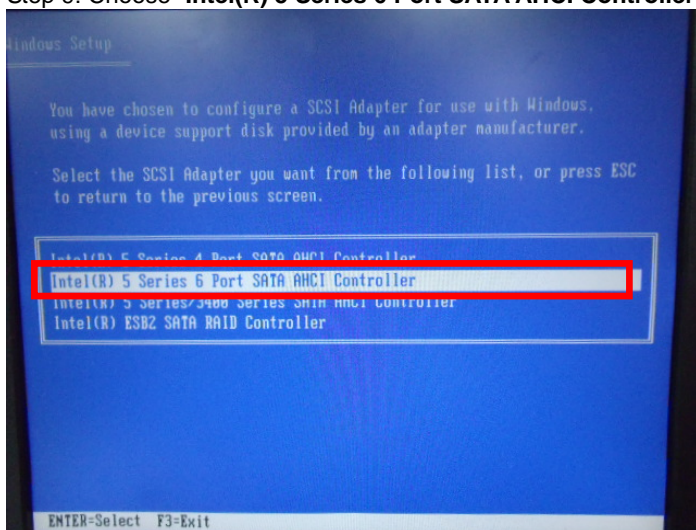 Intel(R) 5 Series 6 Port SATA AHCI Controller
Windows Setup
You have chosen to configure a SCSI Adapter for use with Windows,
using a device support disk provided by an adapter manufacturer.
Select the SCSI Adapter you want from the following list, or press ESC
to return to the previous screen.
Intel(R) 5 Series 4 Port SATA AHCI Controller
Intel(R) 5 Series 6 Port SATA AHCI Controller
Intel(R) 5 Series/3400 Series SATA AHCI Controller
Intel(R) ESB2 SATA RAID Controller
ENTER=Select F3=Exit